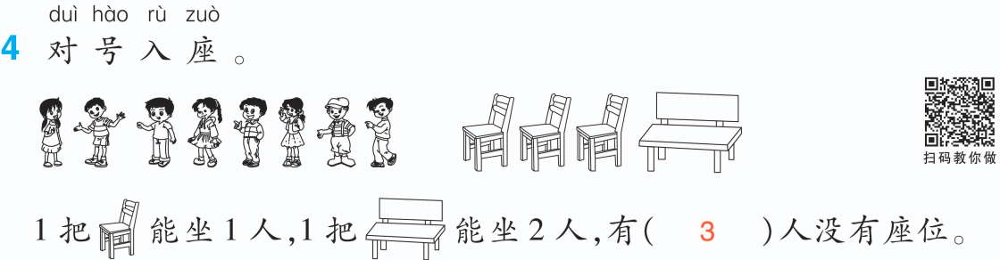 duì hào rù zuò
4 对号入座。
扫码教你做
1把 能坐1人,1把 能坐2人,有( 3 )人没有座位。